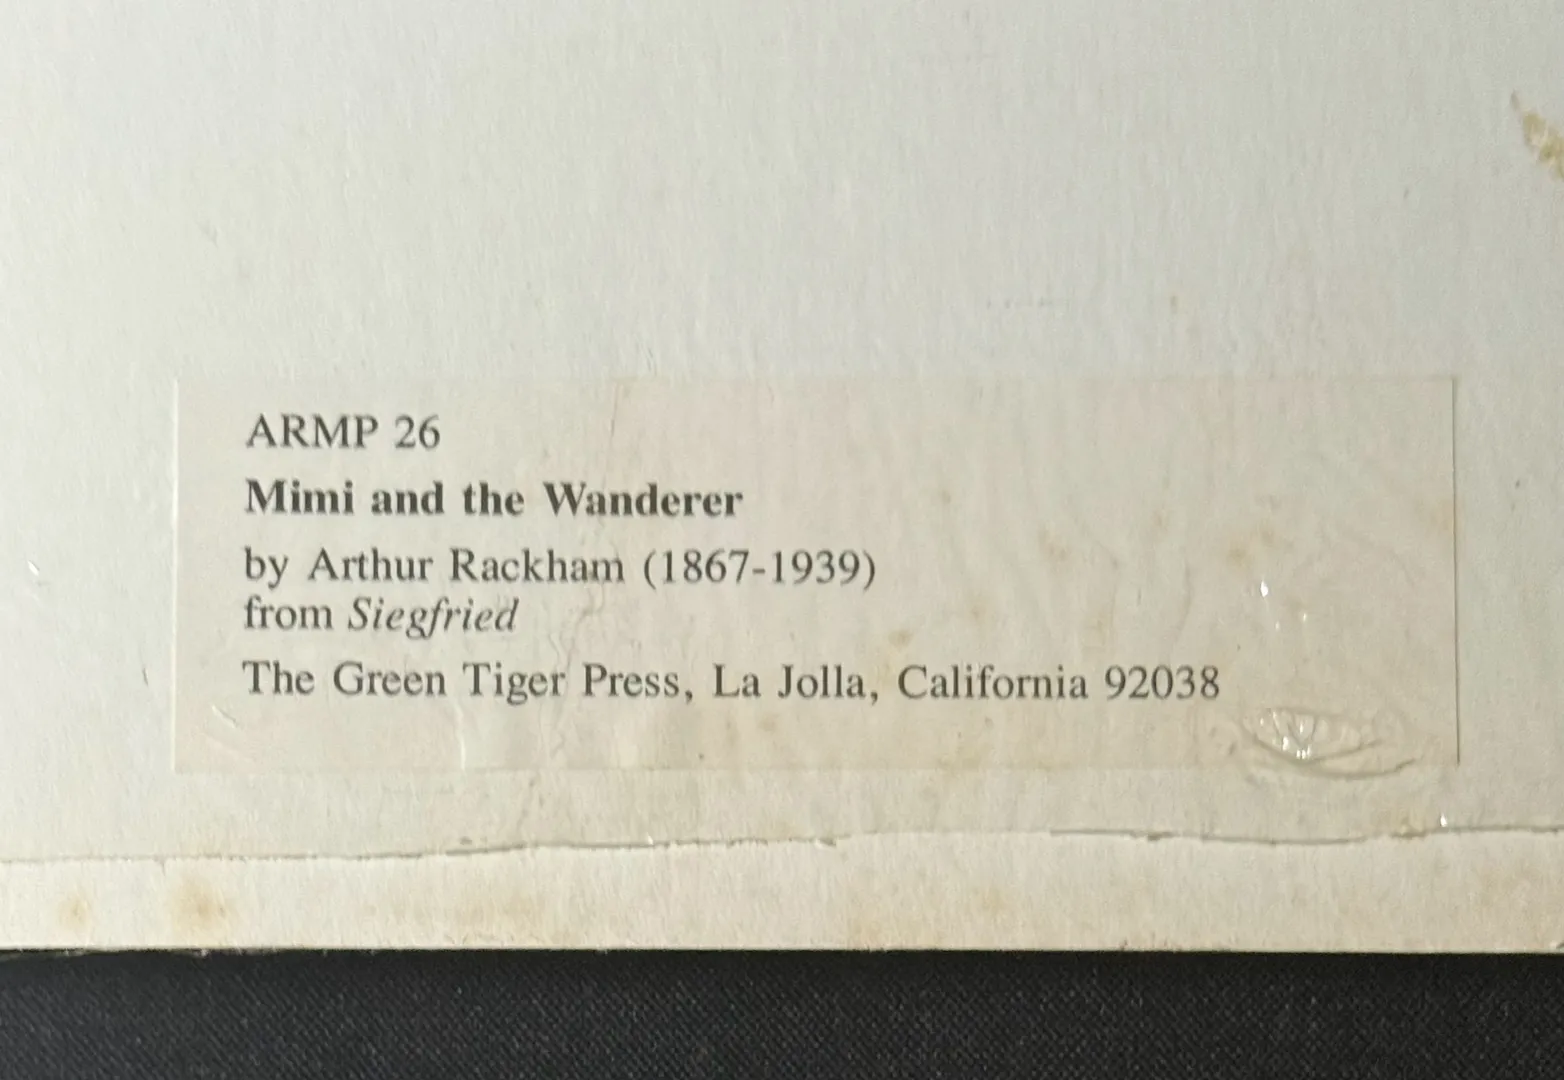 ARMP 26
Mimi and the Wanderer
by Arthur Rackham (1867-1939)
from Siegfried
The Green Tiger Press, La Jolla, California 92038